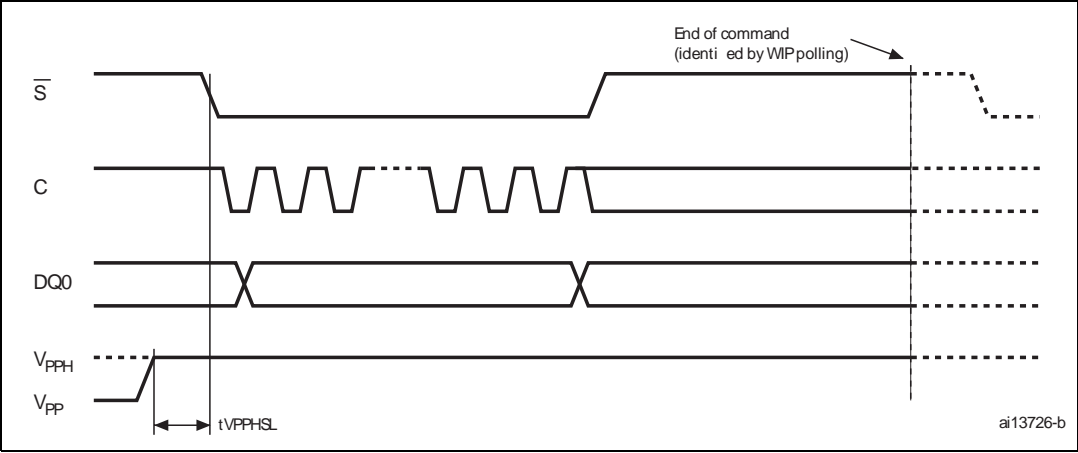 End of command
(identi ed by WIP polling)
S
C
DQ0
VPPH
VPP
tVPPHSL
ai13726-b